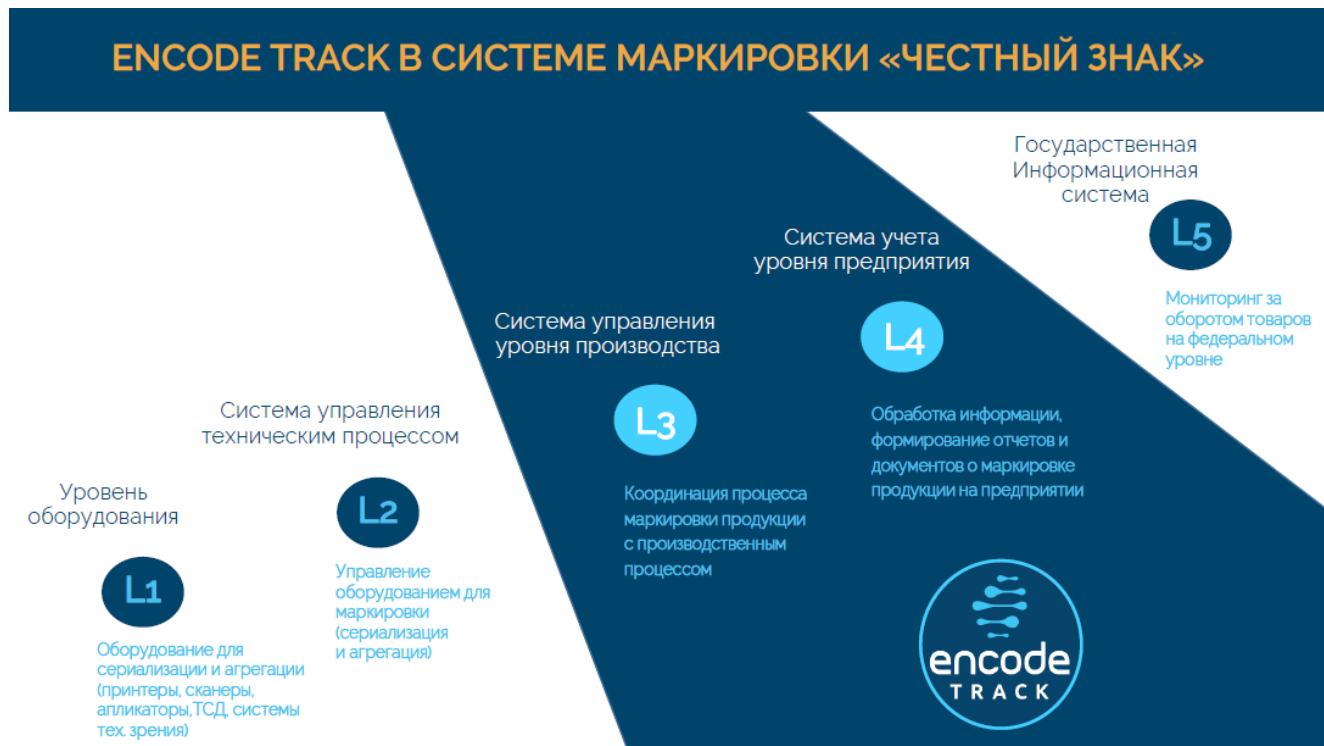 ENCODE TRACK В СИСТЕМЕ МАРКИРОВКИ «ЧЕСТНЫЙ ЗНАК»
Уровень
оборудования
L1
Оборудование для
сериализации и агрегации
(принтеры, сканеры,
апликаторы,ТСД, системы
тех. зрения)
Система управления
техническим процессом
L2
Управление
оборудованием для
маркировки
(сериализация
и агрегация)
Система управления
уровня производства
L3
Координация процесса
маркировки продукции
с производственным
процессом
Система учета
уровня предприятия
L4
Обработка информации,
формирование отчетов и
документов о маркировке
продукции на предприятии
Государственная
Информационная
система
L5
Мониторинг за
оборотом товаров
на федеральном
уровне
encode
TRACK